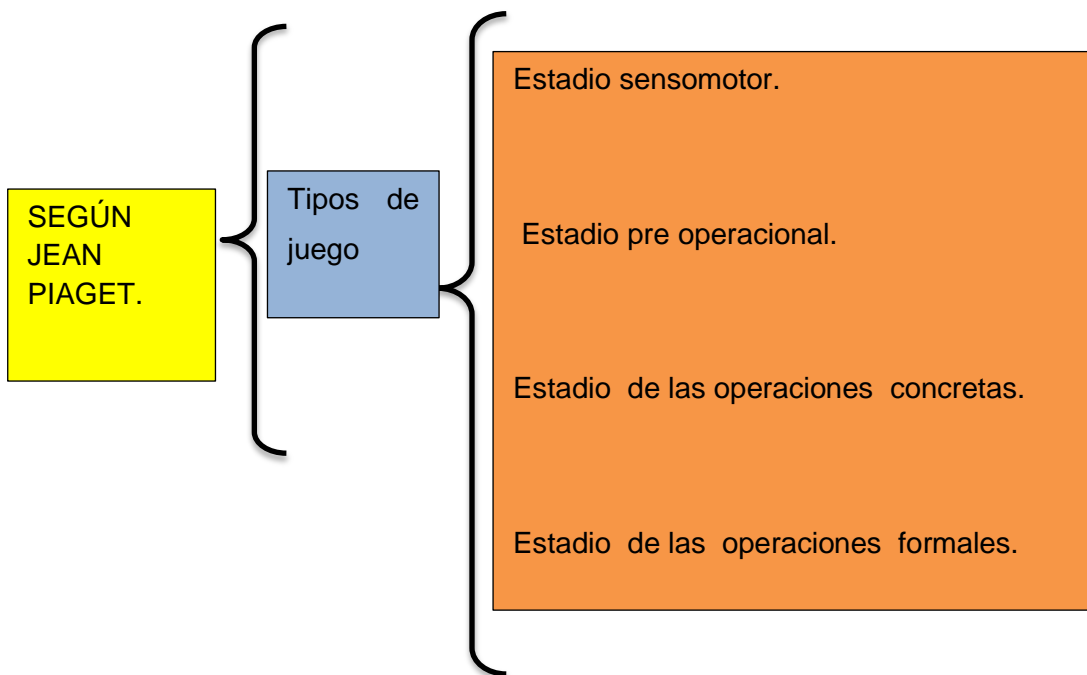 SEGÚN
JEAN
PIAGET.
Tipos de
juego
Estadio sensomotor.
Estadio pre operacional.
Estadio de las operaciones concretas.
Estadio de las operaciones formales.